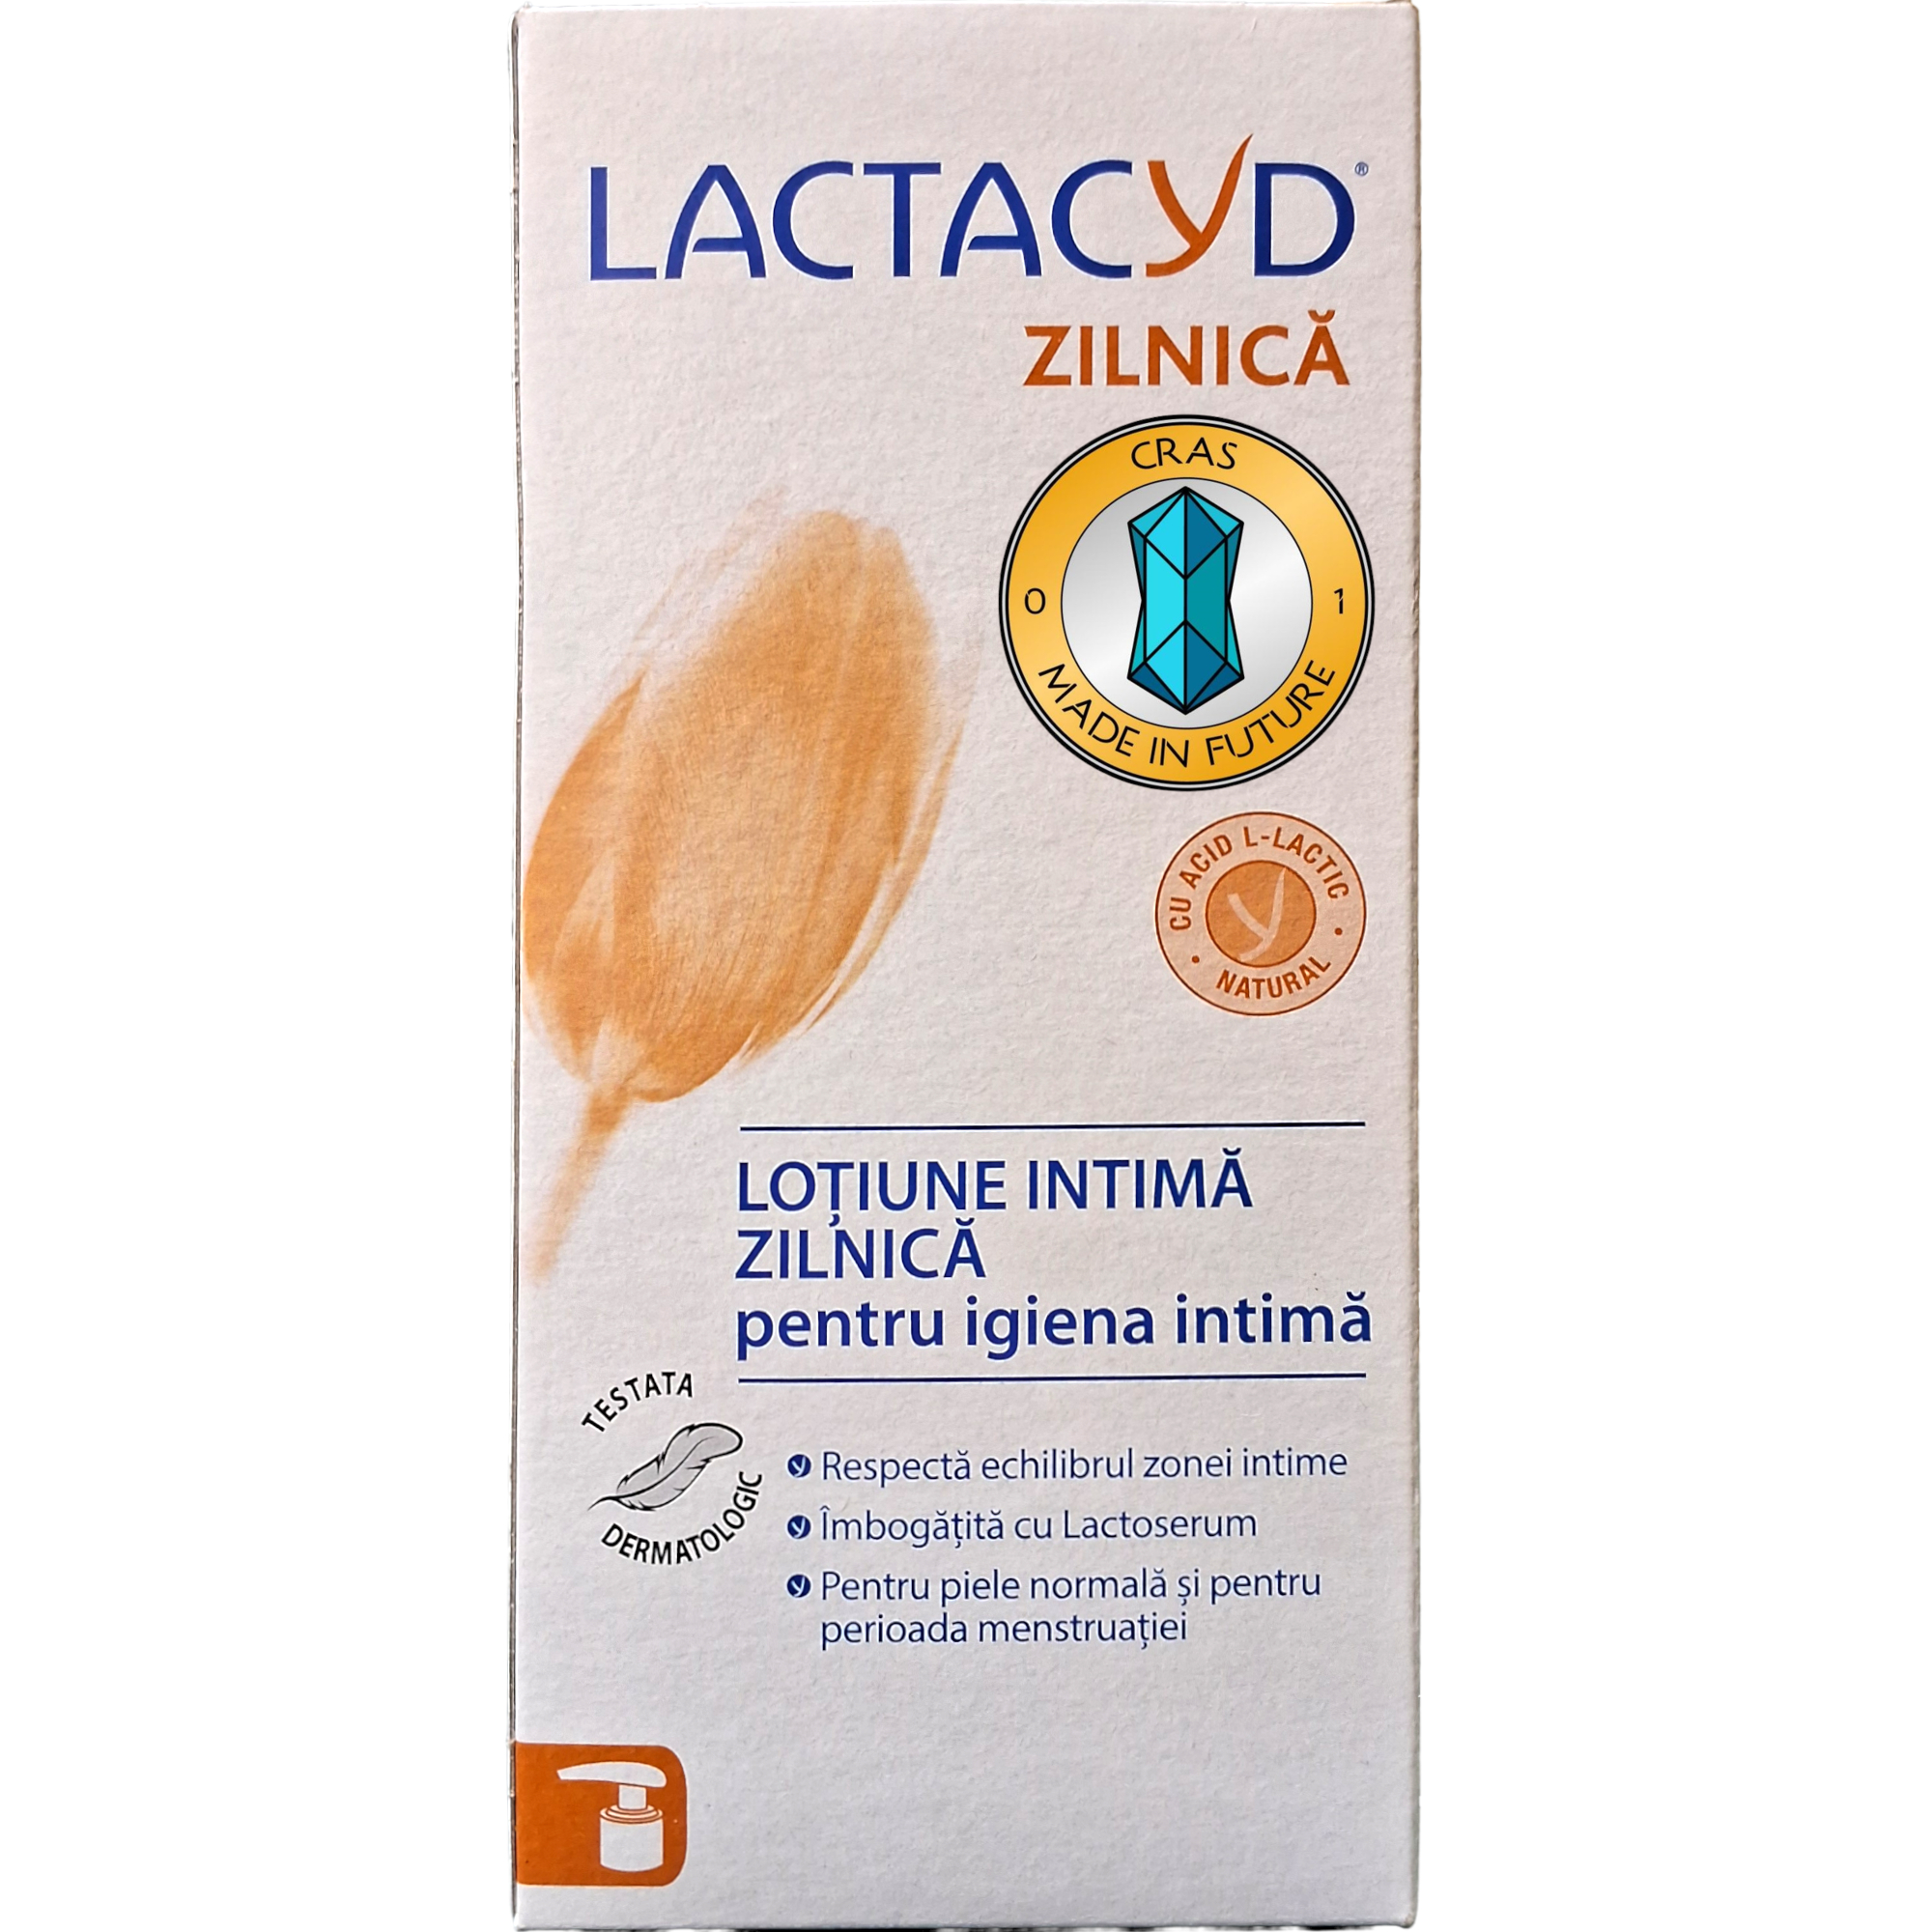 LACTACYD®
ZILNICĂ
CRAS
0 1
MADE IN FUTURE
CU ACID L-LACTIC
• NATURAL •
LOȚIUNE INTIMĂ
ZILNICĂ
pentru igiena intimă
TESTATA
DERMATOLOGIC
Respectă echilibrul zonei intime
Îmbogățită cu Lactoserum
Pentru piele normală și pentru
perioada menstruației